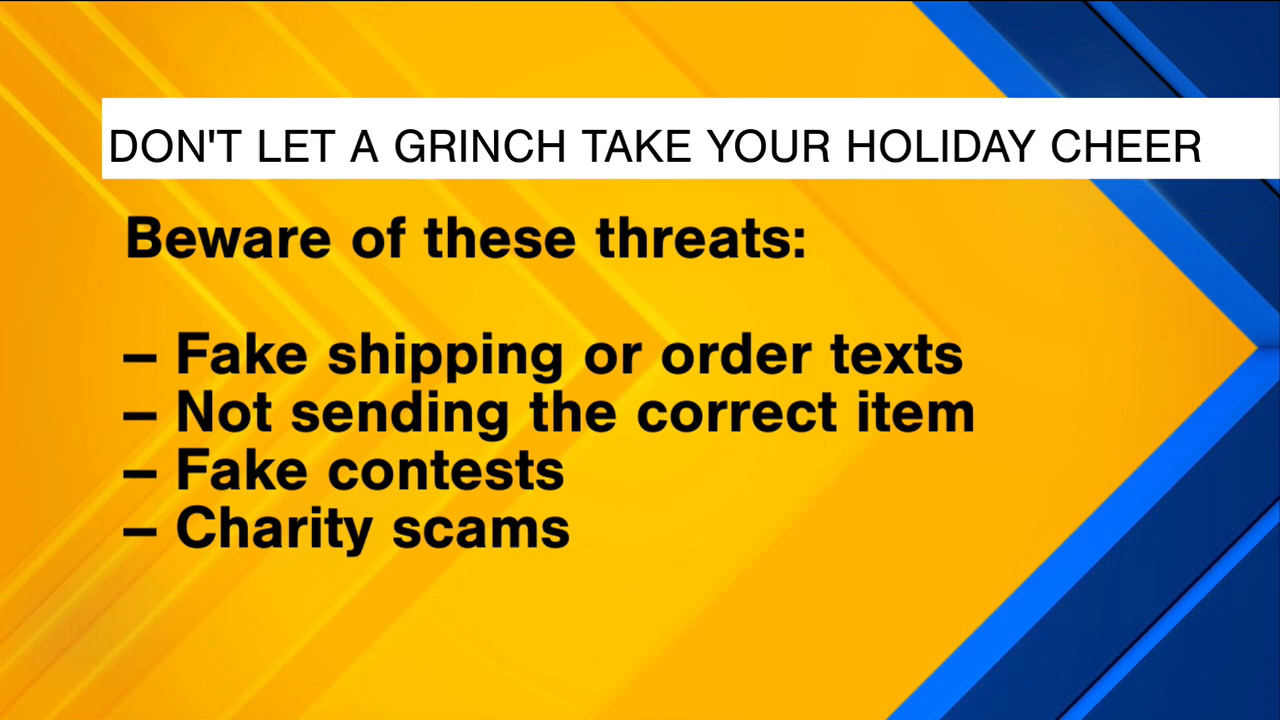 DON'T LET A GRINCH TAKE YOUR HOLIDAY CHEER
Beware of these threats:
– Fake shipping or order texts
– Not sending the correct item
– Fake contests
– Charity scams